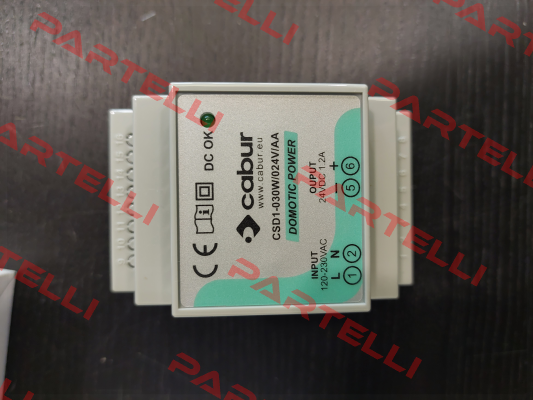 DC OK
cabur
www.cabur.eu
CSD1-030W/024V/AA
DOMOTIC POWER
INPUT
120-230VAC
L N
1 2
OUPUT
24VDC 1.2A
− +
5 6
CE
PARTELLI
PARTELLI
PARTELLI
PARTELLI
PARTELLI
PARTELLI